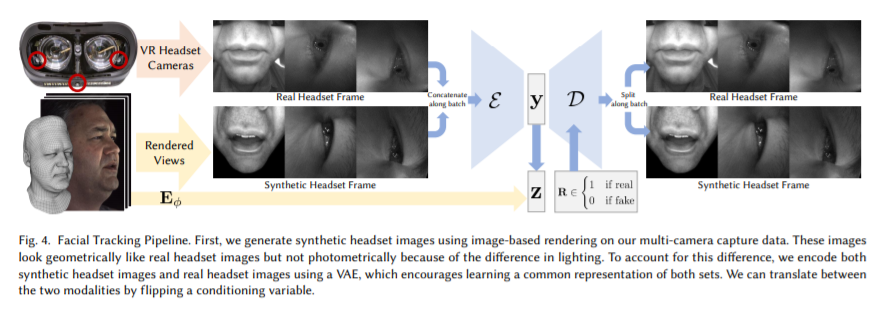 VR Headset
Cameras
Real Headset Frame
Rendered
Views
Synthetic Headset Frame
Concatenate
along batch
ℰ
y
𝒟
Split
along batch
Real Headset Frame
Synthetic Headset Frame
E_ϕ
Z
R ∈ { 1 if real
0 if fake
Fig. 4. Facial Tracking Pipeline. First, we generate synthetic headset images using image-based rendering on our multi-camera capture data. These images
look geometrically like real headset images but not photometrically because of the difference in lighting. To account for this difference, we encode both
synthetic headset images and real headset images using a VAE, which encourages learning a common representation of both sets. We can translate between
the two modalities by flipping a conditioning variable.